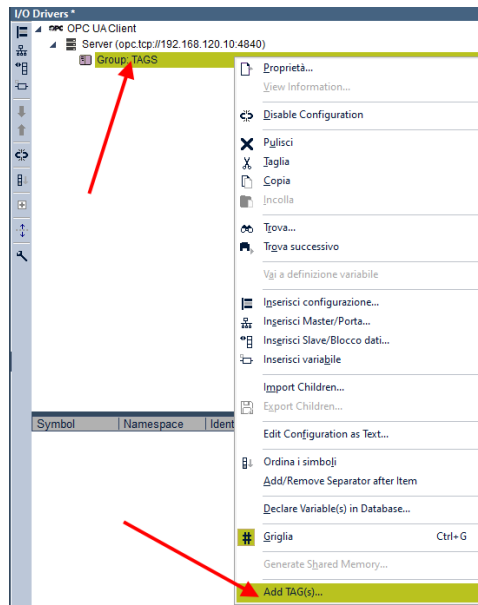 I/O Drivers *
OPC OPC UA Client
Server (opc.tcp://192.168.120.10:4840)
Group: TAGS
Proprietà...
View Information...
Disable Configuration
Pulisci
Taglia
Copia
Incolla
Trova...
Trova successivo
Vai a definizione variabile
Inserisci configurazione...
Inserisci Master/Porta...
Inserisci Slave/Blocco dati...
Inserisci variabile
Import Children...
Export Children...
Symbol Namespace Ident
Edit Configuration as Text...
Ordina i simboli
Add/Remove Separator after Item
Declare Variable(s) in Database...
Griglia Ctrl+G
Generate Shared Memory...
Add TAG(s)...